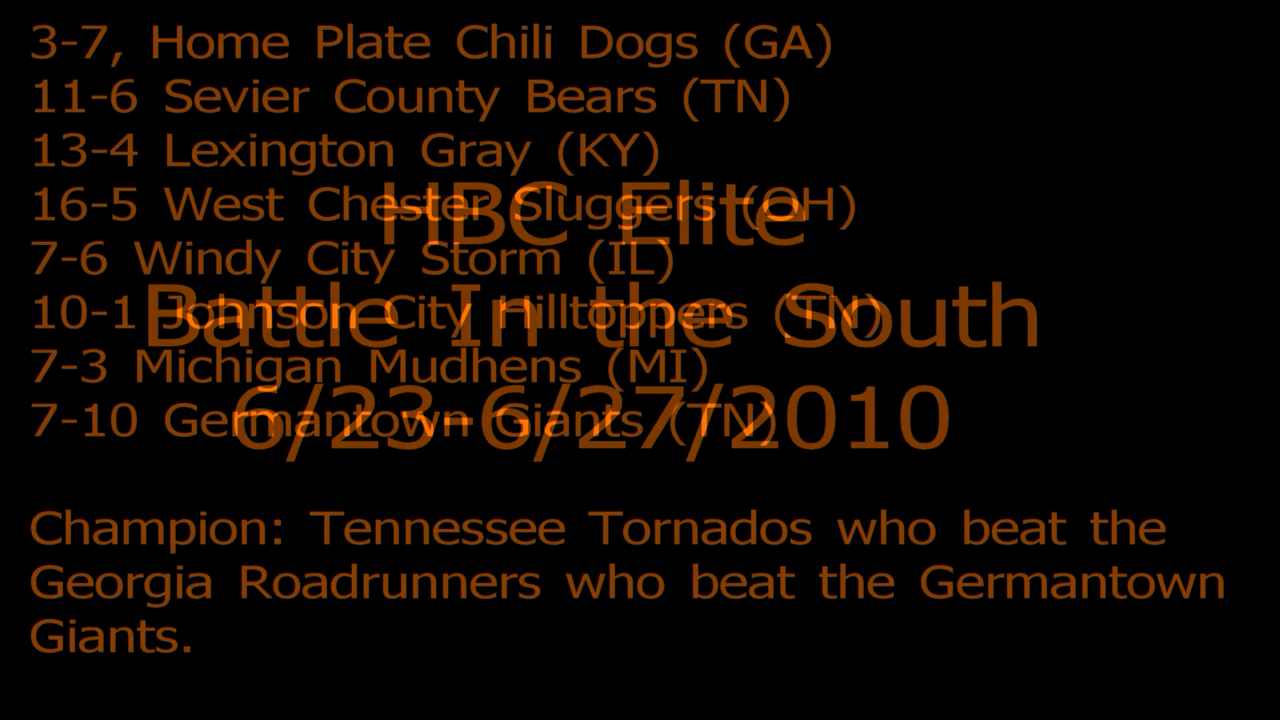 3-7, Home Plate Chili Dogs (GA)
11-6 Sevier County Bears (TN)
13-4 Lexington Gray (KY)
16-5 West Chester Sluggers (OH)
7-6 Windy City Storm (IL)
10-1 Johnson City Hilltoppers (TN)
7-3 Michigan Mudhens (MI)
7-10 Germantown Giants (TN)
HBC Elite
Battle In the South
6/23-6/27/2010
Champion: Tennessee Tornados who beat the
Georgia Roadrunners who beat the Germantown
Giants.